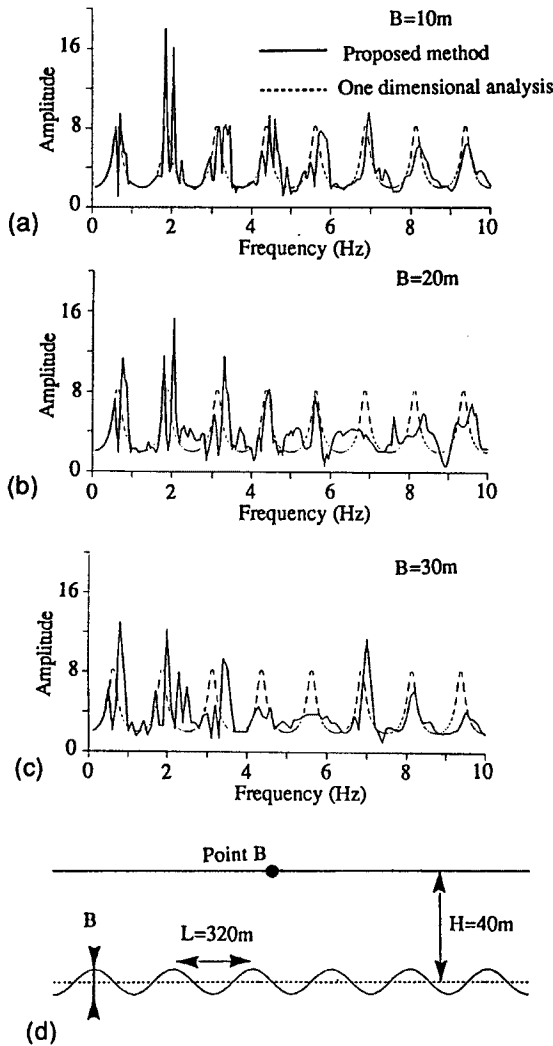 B=10m
16
Proposed method
One dimensional analysis
Amplitude
8
0
0 2 4 6 8 10
Frequency (Hz)
(a)
B=20m
16
Amplitude
8
0
0 2 4 6 8 10
Frequency (Hz)
(b)
B=30m
16
Amplitude
8
0
0 2 4 6 8 10
Frequency (Hz)
(c)
Point B
B
L=320m
H=40m
(d)